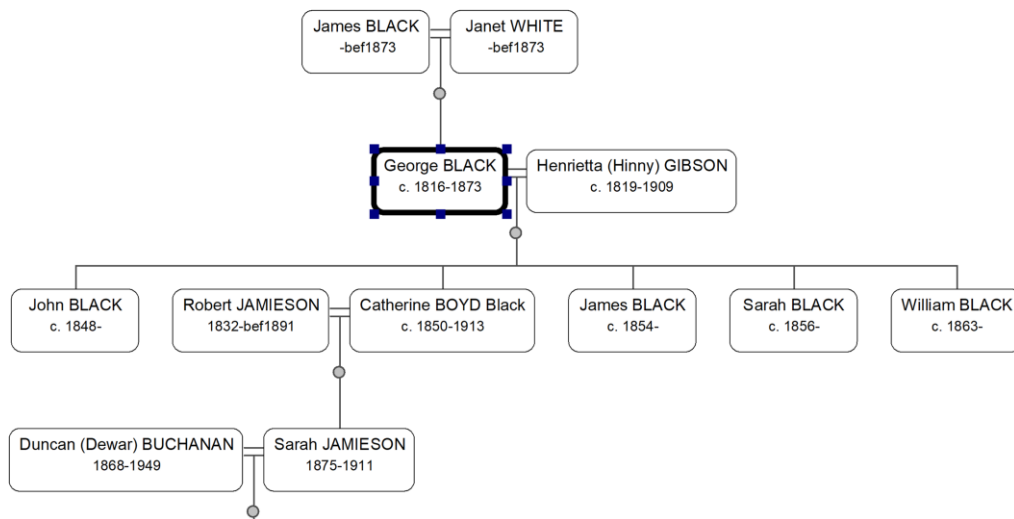 James BLACK
-bef1873
Janet WHITE
-bef1873
George BLACK
c. 1816-1873
Henrietta (Hinny) GIBSON
c. 1819-1909
John BLACK
c. 1848-
Robert JAMIESON
1832-bef1891
Catherine BOYD Black
c. 1850-1913
James BLACK
c. 1854-
Sarah BLACK
c. 1856-
William BLACK
c. 1863-
Duncan (Dewar) BUCHANAN
1868-1949
Sarah JAMIESON
1875-1911